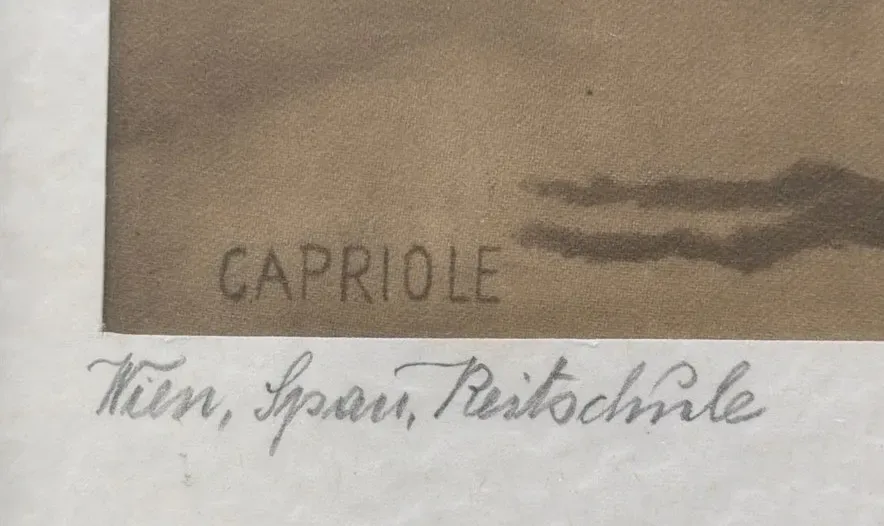 CAPRIOLE
Wien, Span, Reitschule